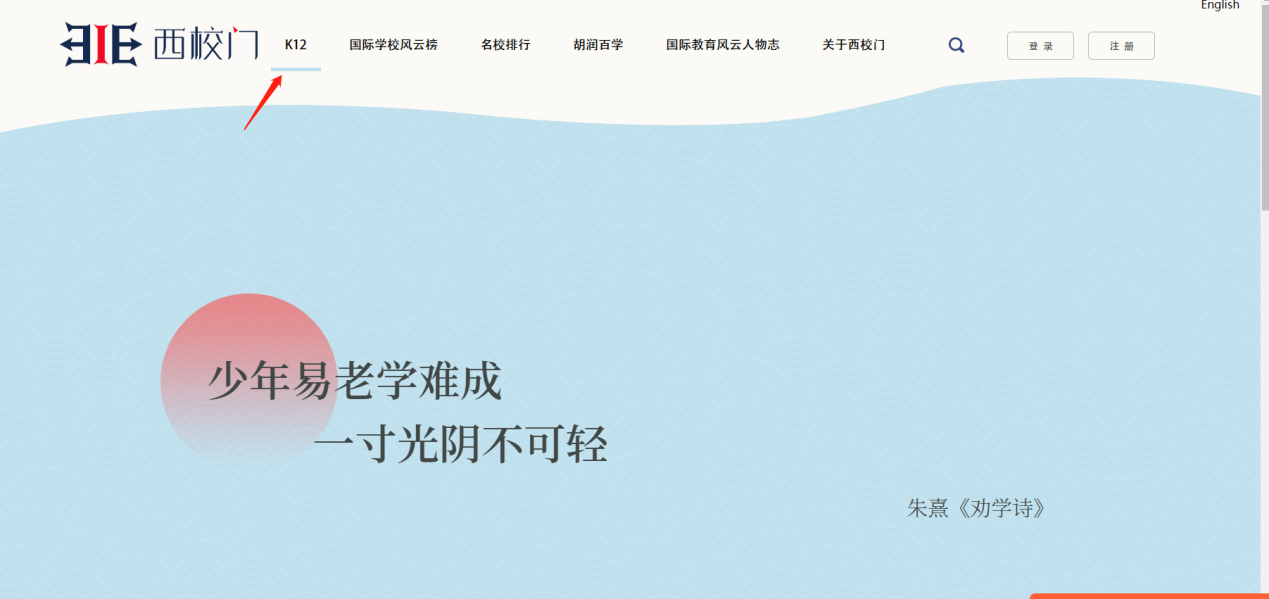 English
西校门
K12
国际学校风云榜
名校排行
胡润百学
国际教育风云人物志
关于西校门
登 录
注 册
少年易老学难成
一寸光阴不可轻
朱熹《劝学诗》